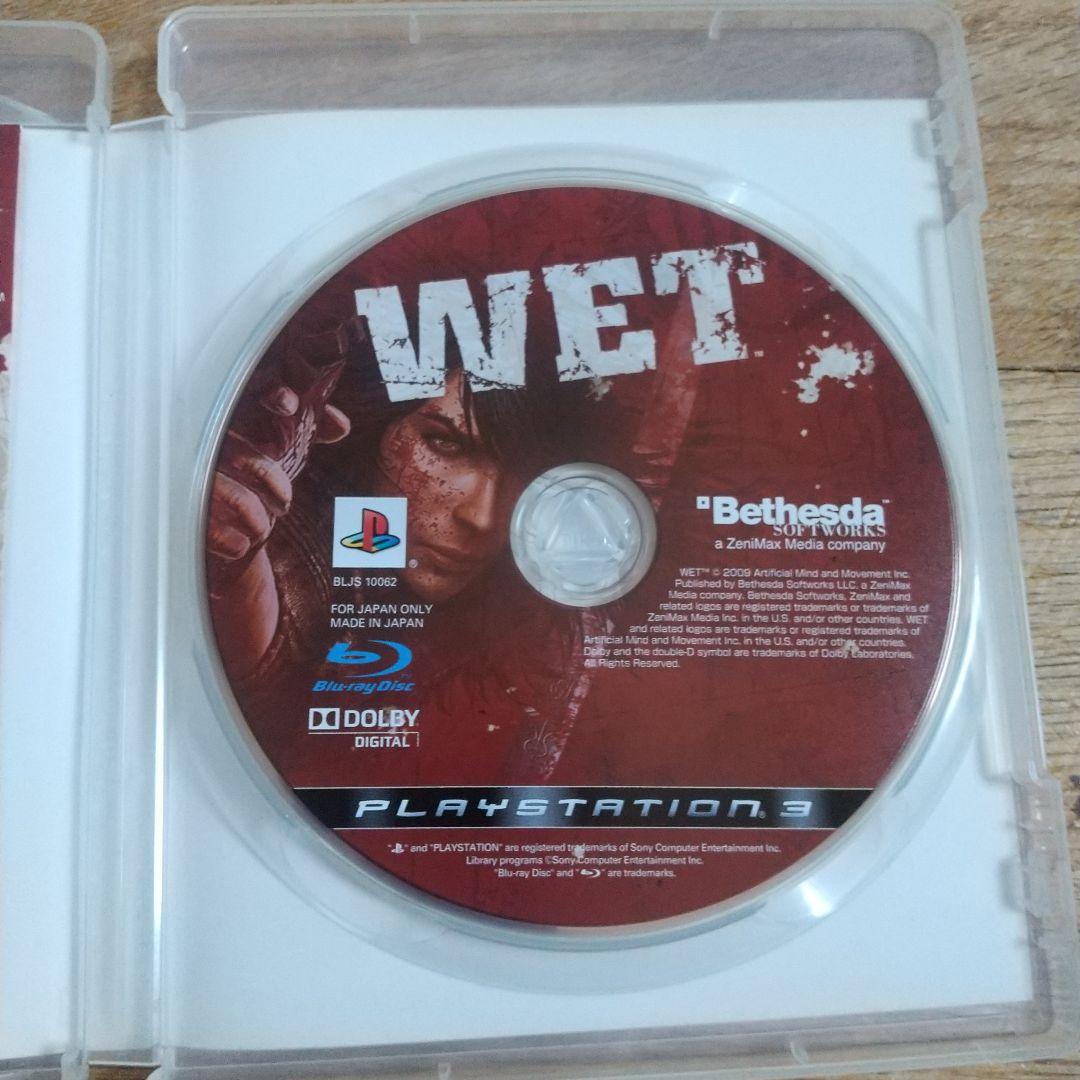 WET™
Bethesda™
SOFTWORKS
a ZeniMax Media company
BLJS 10062
FOR JAPAN ONLY
MADE IN JAPAN
Blu-ray Disc™
DOLBY
DIGITAL
WET™ © 2009 Artificial Mind and Movement Inc.
Published by Bethesda Softworks LLC. a ZeniMax
Media company. Bethesda Softworks, ZeniMax and
related logos are registered trademarks or trademarks of
ZeniMax Media Inc. in the U.S. and/or other countries. WET
and related logos are trademarks or registered trademarks of
Artificial Mind and Movement Inc. in the U.S. and/or other countries.
Dolby and the double-D symbol are trademarks of Dolby Laboratories.
All Rights Reserved.
PLAYSTATION®3
" " and "PLAYSTATION" are registered trademarks of Sony Computer Entertainment Inc.
Library programs ©Sony Computer Entertainment Inc.
"Blu-ray Disc" and " " are trademarks.